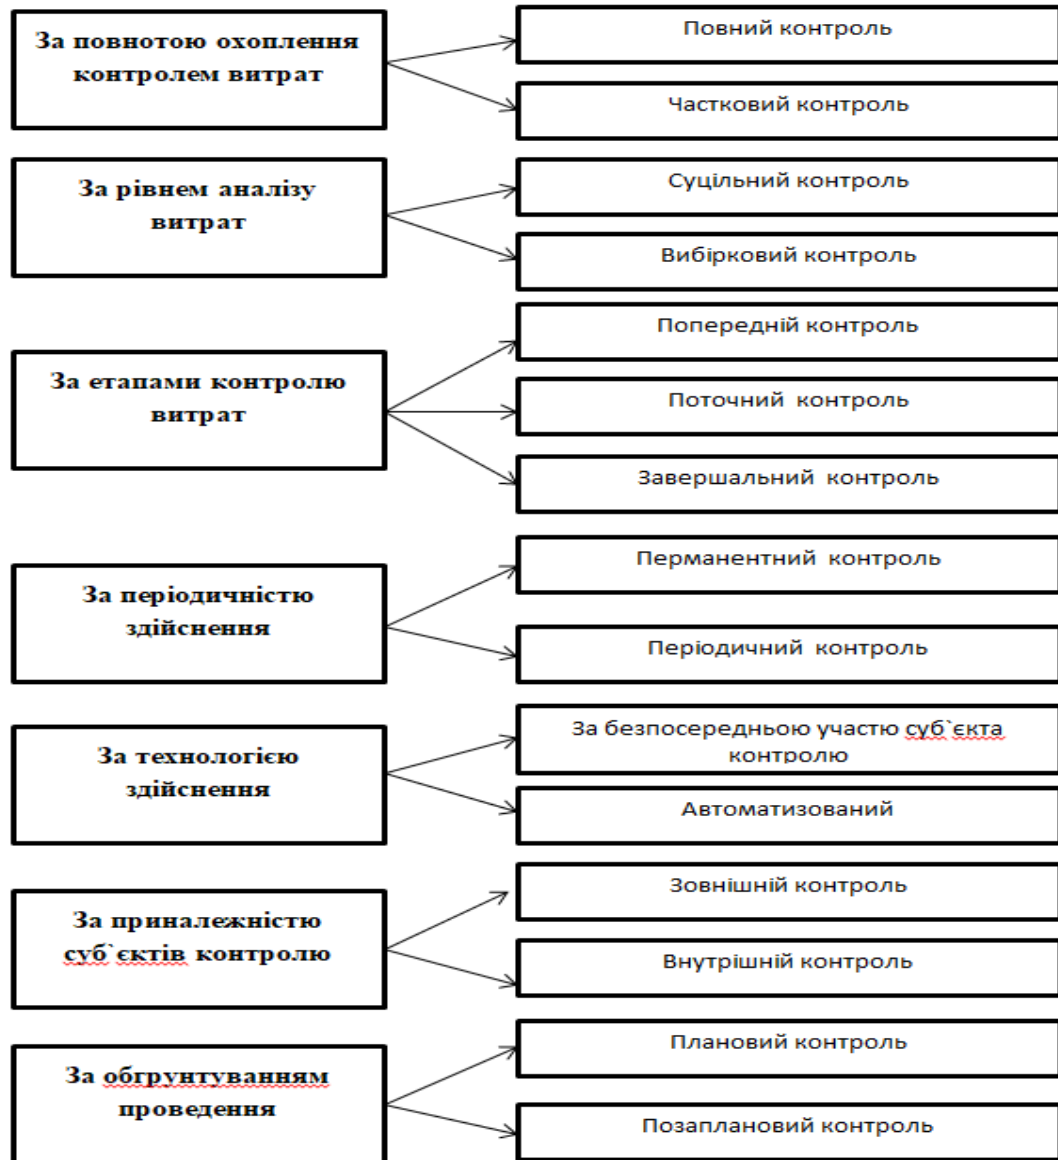 За повнотою охоплення
контролем витрат
Повний контроль
Частковий контроль
За рівнем аналізу
витрат
Суцільний контроль
Вибірковий контроль
За етапами контролю
витрат
Попередній контроль
Поточний контроль
Завершальний контроль
За періодичністю
здійснення
Перманентний контроль
Періодичний контроль
За технологією
здійснення
За безпосередньою участю суб`єкта
контролю
Автоматизований
За приналежністю
суб`єктів контролю
Зовнішній контроль
Внутрішній контроль
За обгрунтуванням
проведення
Плановий контроль
Позаплановий контроль